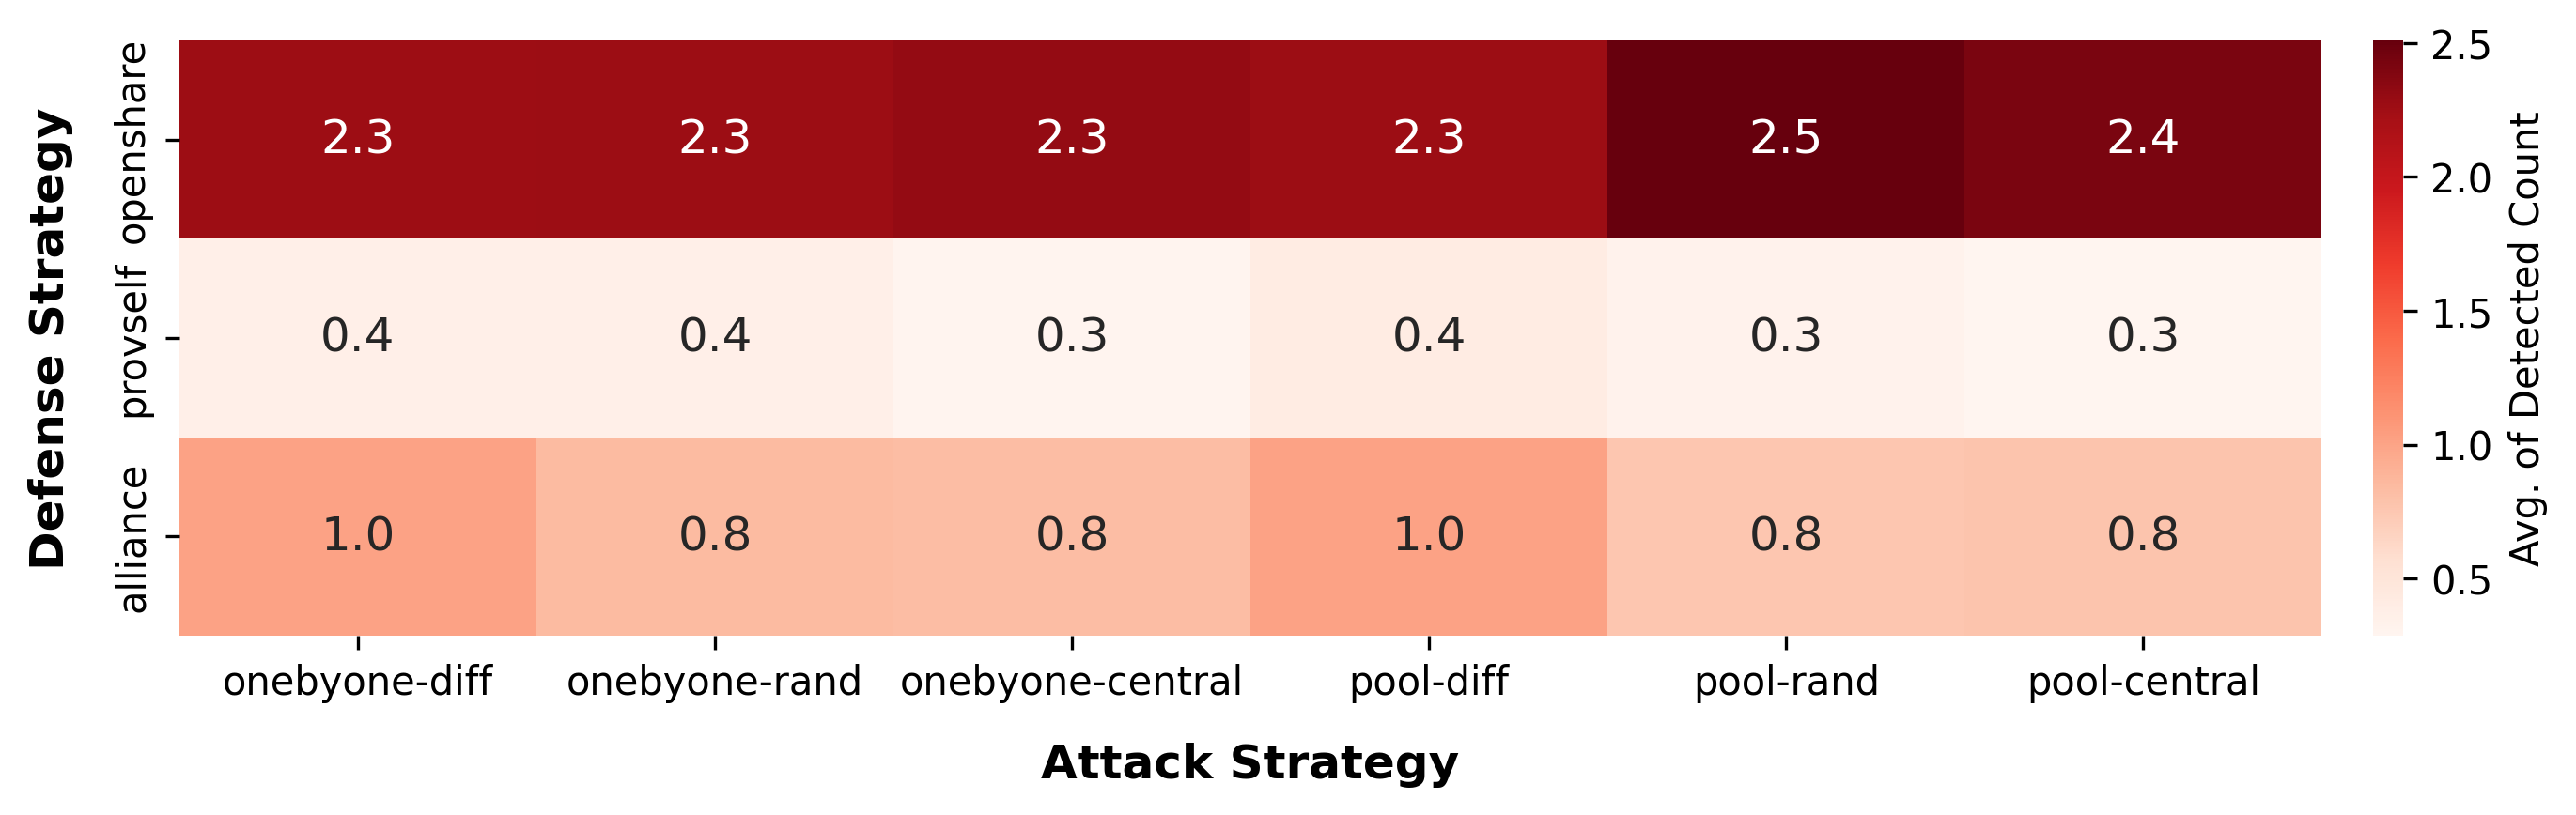 Defense Strategy
openshare
provself
alliance
2.3 2.3 2.3 2.3 2.5 2.4
0.4 0.4 0.3 0.4 0.3 0.3
1.0 0.8 0.8 1.0 0.8 0.8
onebyone-diff onebyone-rand onebyone-central pool-diff pool-rand pool-central
Attack Strategy
2.5
2.0
1.5
1.0
0.5
Avg. of Detected Count